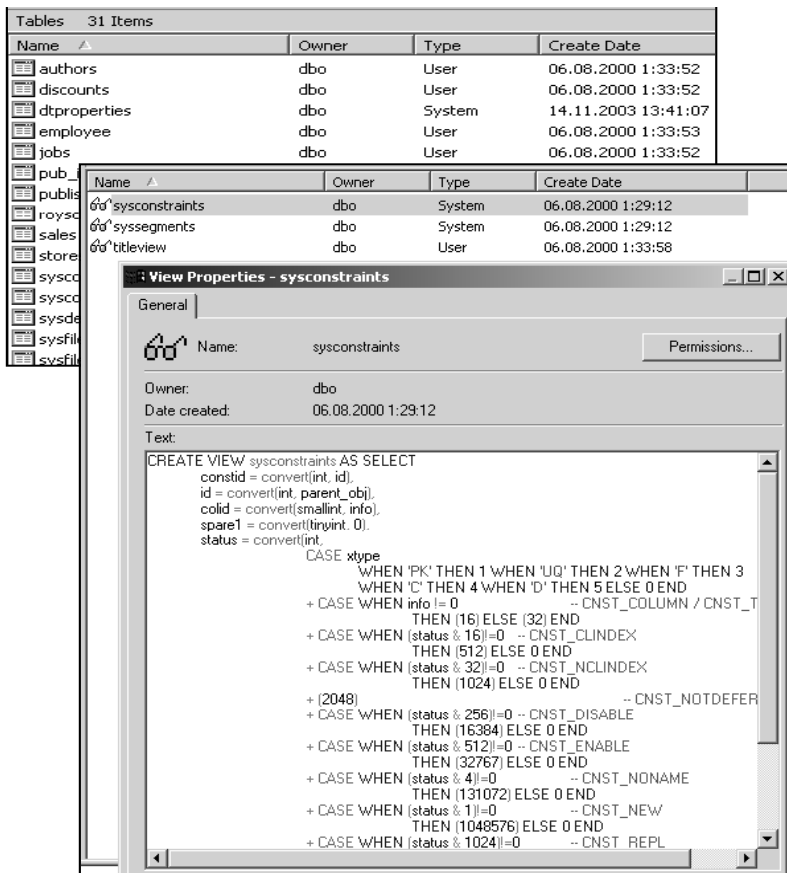 Tables 31 Items
Name Owner Type Create Date
authors dbo User 06.08.2000 1:33:52
discounts dbo User 06.08.2000 1:33:52
dtproperties dbo System 14.11.2003 13:41:07
employee dbo User 06.08.2000 1:33:53
jobs dbo User 06.08.2000 1:33:52
pub_i
publis
roysc
sales
store
sysco
sysco
sysde
sysfil
sysfil
Name Owner Type Create Date
sysconstraints dbo System 06.08.2000 1:29:12
syssegments dbo System 06.08.2000 1:29:12
titleview dbo User 06.08.2000 1:33:58
View Properties - sysconstraints
General
Name: sysconstraints Permissions...
Owner: dbo
Date created: 06.08.2000 1:29:12
Text:
CREATE VIEW sysconstraints AS SELECT
constid = convert(int, id),
id = convert(int, parent_obj),
colid = convert(smallint, info),
spare1 = convert(tinyint, 0),
status = convert(int,
CASE xtype
WHEN 'PK' THEN 1 WHEN 'UQ' THEN 2 WHEN 'F' THEN 3
WHEN 'C' THEN 4 WHEN 'D' THEN 5 ELSE 0 END
+ CASE WHEN info != 0 -- CNST_COLUMN / CNST_T
THEN (16) ELSE (32) END
+ CASE WHEN (status & 16)!=0 -- CNST_CLINDEX
THEN (512) ELSE 0 END
+ CASE WHEN (status & 32)!=0 -- CNST_NCLINDEX
THEN (1024) ELSE 0 END
+ (2048) -- CNST_NOTDEFER
+ CASE WHEN (status & 256)!=0 -- CNST_DISABLE
THEN (16384) ELSE 0 END
+ CASE WHEN (status & 512)!=0 -- CNST_ENABLE
THEN (32767) ELSE 0 END
+ CASE WHEN (status & 4)!=0 -- CNST_NONAME
THEN (131072) ELSE 0 END
+ CASE WHEN (status & 1)!=0 -- CNST_NEW
THEN (1048576) ELSE 0 END
+ CASE WHEN (status & 1024)!=0 -- CNST_REPL